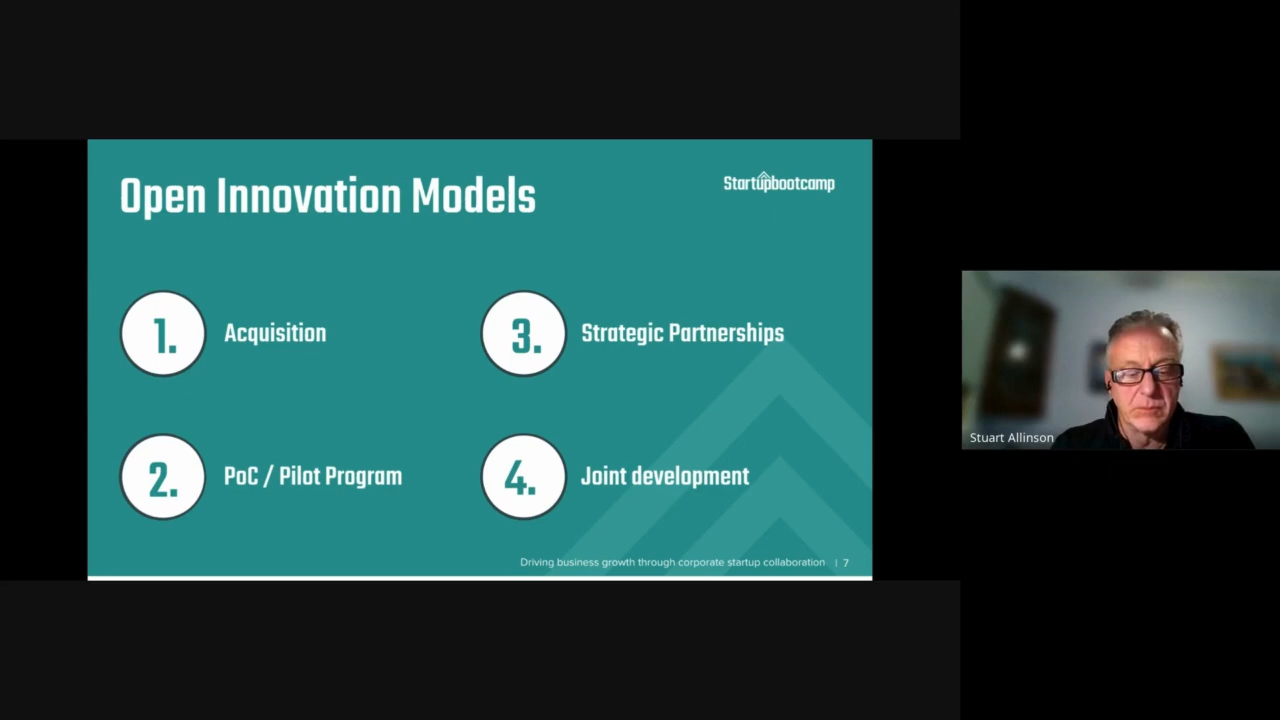 Open Innovation Models
Startupbootcamp
1.
Acquisition
3.
Strategic Partnerships
2.
PoC / Pilot Program
4.
Joint development
Driving business growth through corporate startup collaboration | 7
Stuart Allinson